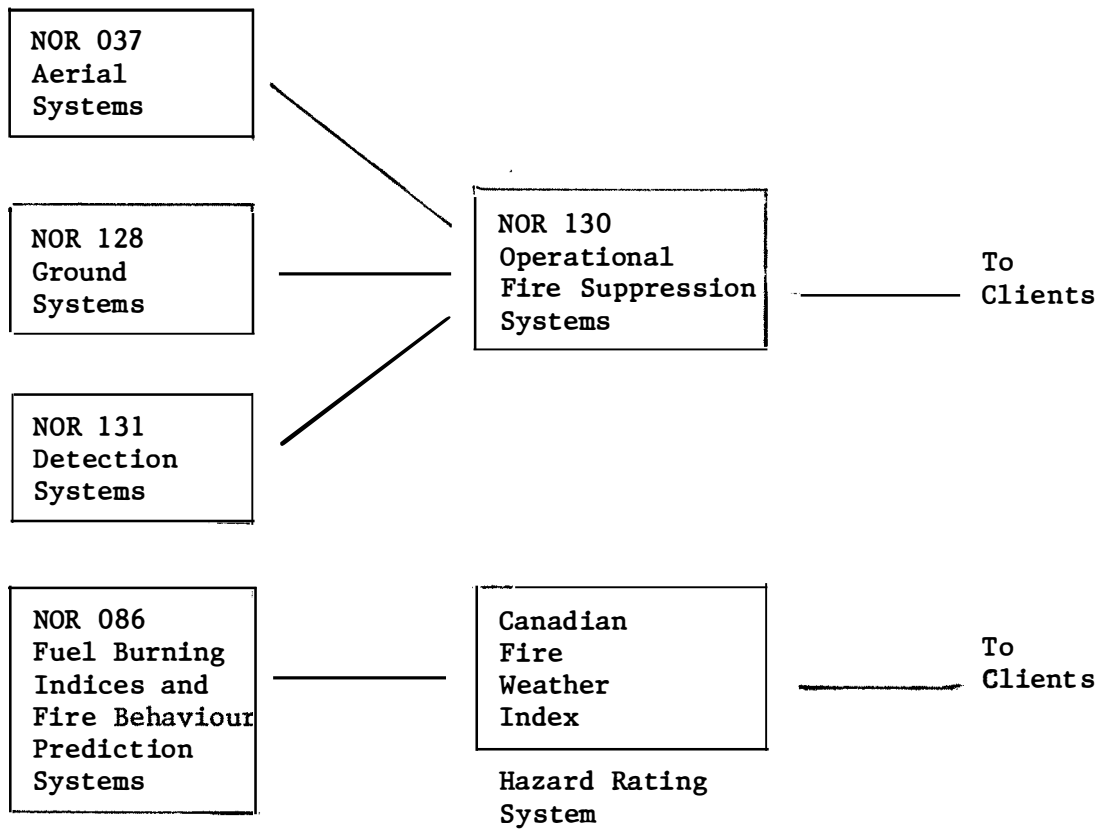 NOR 037
Aerial
Systems
NOR 128
Ground
Systems
NOR 131
Detection
Systems
NOR 130
Operational
Fire Suppression
Systems
To
Clients
NOR 086
Fuel Burning
Indices and
Fire Behaviour
Prediction
Systems
Canadian
Fire
Weather
Index
Hazard Rating
System
To
Clients